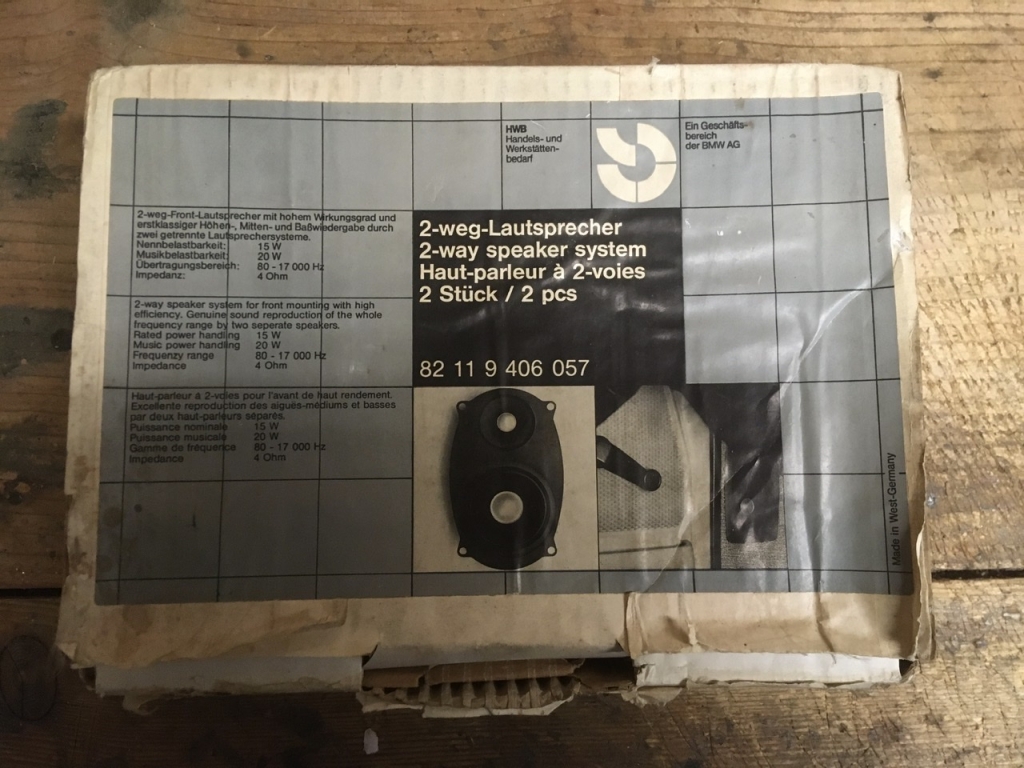 HWB
Handels- und
Werkstätten-
bedarf
Ein Geschäfts-
bereich
der BMW AG
2-weg-Front-Lautsprecher mit hohem Wirkungsgrad und
erstklassiger Höhen-, Mitten- und Baßwiedergabe durch
zwei getrennte Lautsprechersysteme.
Nennbelastbarkeit: 15 W
Musikbelastbarkeit: 20 W
Übertragungsbereich: 80 - 17 000 Hz
Impedanz: 4 Ohm
2-way speaker system for front mounting with high
efficiency. Genuine sound reproduction of the whole
frequency range by two seperate speakers.
Rated power handling 15 W
Music power handling 20 W
Frequenzy range 80 - 17 000 Hz
Impedance 4 Ohm
Haut-parleur à 2-voies pour l'avant de haut rendement.
Excellente reproduction des aigués-médiums et basses
par deux haut-parleurs séparés.
Puissance nominale 15 W
Puissance musicale 20 W
Gamme de fréquence 80 - 17 000 Hz
Impedance 4 Ohm
2-weg-Lautsprecher
2-way speaker system
Haut-parleur à 2-voies
2 Stück / 2 pcs
82 11 9 406 057
Made in West-Germany